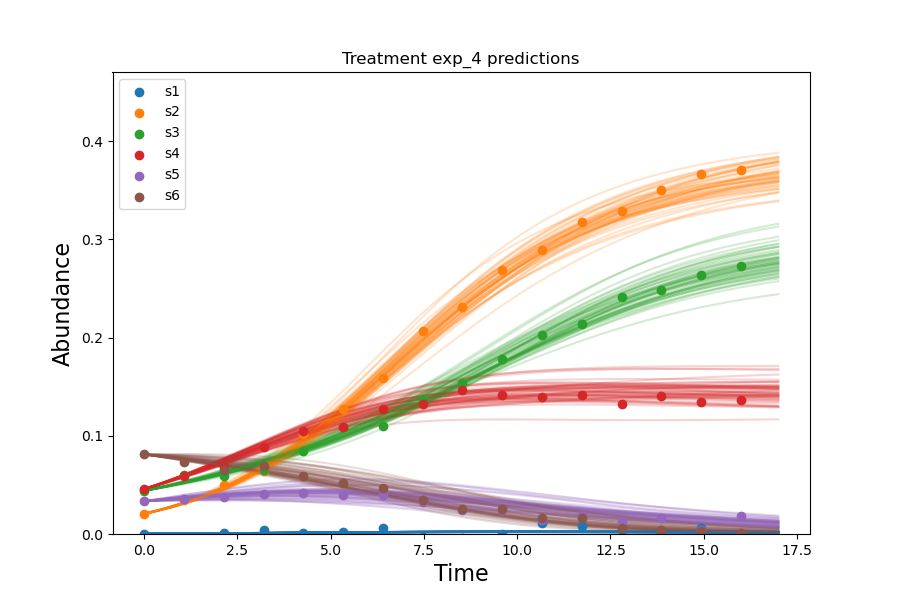 Treatment exp_4 predictions
s1
s2
s3
s4
s5
s6
Abundance
0.4
0.3
0.2
0.1
0.0
0.0 2.5 5.0 7.5 10.0 12.5 15.0 17.5
Time